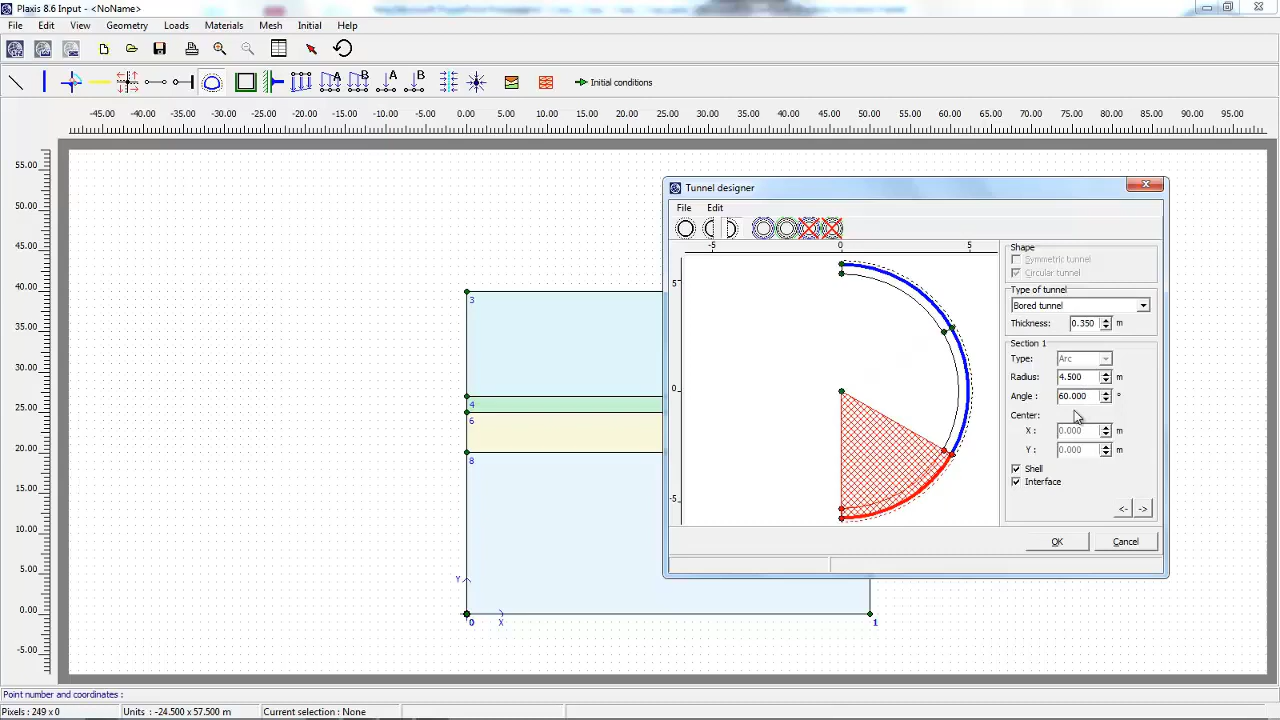 Plaxis 8.6 Input - <NoName>
File Edit View Geometry Loads Materials Mesh Initial Help
A B A B Initial conditions
-45.00 -40.00 -35.00 -30.00 -25.00 -20.00 -15.00 -10.00 -5.00 0.00 5.00 10.00 15.00 20.00 25.00 30.00 35.00 40.00 45.00 50.00 55.00 60.00 65.00 70.00 75.00 80.00 85.00 90.00 95.00
55.00
50.00
45.00
40.00
35.00
30.00
25.00
20.00
15.00
10.00
5.00
0.00
-5.00
3
4
6
8
Y
0 X 1
Tunnel designer
File Edit
-5 0 5
5
0
-5
Shape
Symmetric tunnel
Circular tunnel
Type of tunnel
Bored tunnel
Thickness: 0.350 m
Section 1
Type: Arc
Radius: 4.500 m
Angle : 60.000 °
Center:
X : 0.000 m
Y : 0.000 m
Shell
Interface
<- ->
OK Cancel
Point number and coordinates :
Pixels : 249 x 0 Units : -24.500 x 57.500 m Current selection : None